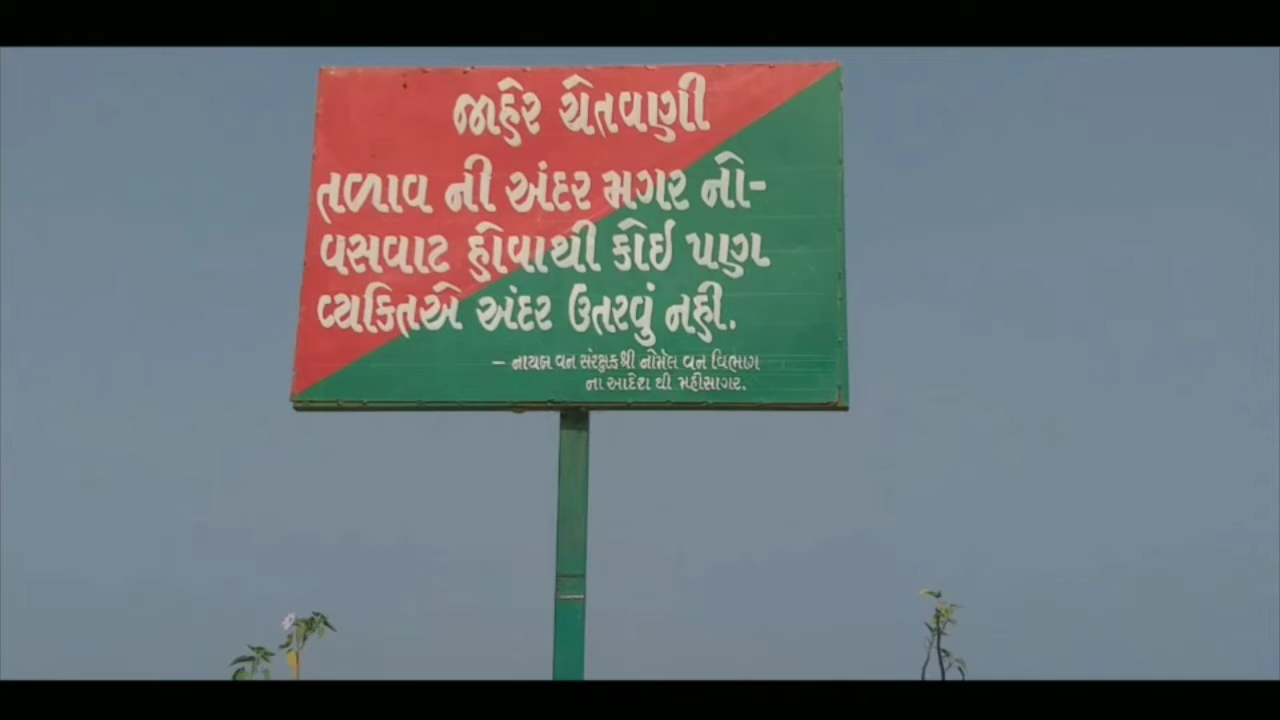 જાહેર ચેતવણી
તળાવ ની અંદર મગર નો-
વસવાટ હોવાથી કોઈ પણ
વ્યકિતએ અંદર ઉતરવું નહી.
– નાયબ વન સંરક્ષકશ્રી નોર્મલ વન વિભાગ
ના આદેશ થી મહીસાગર.